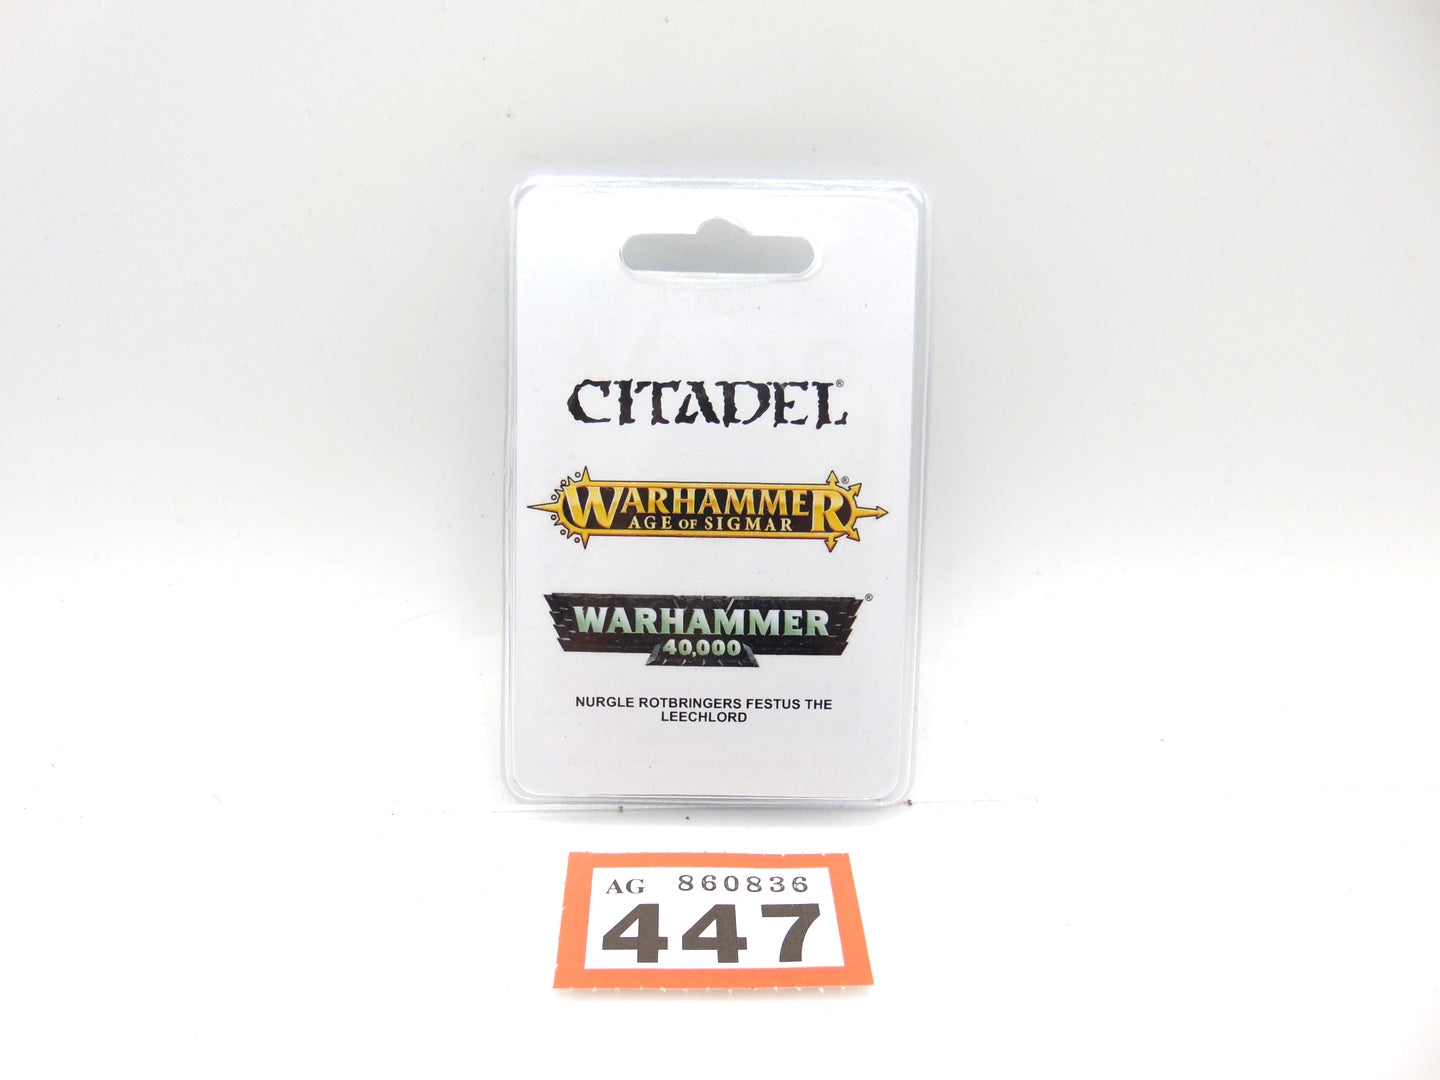 CITADEL®
WARHAMMER®
AGE OF SIGMAR
WARHAMMER®
40,000
NURGLE ROTBRINGERS FESTUS THE
LEECHLORD
AG 860836
447